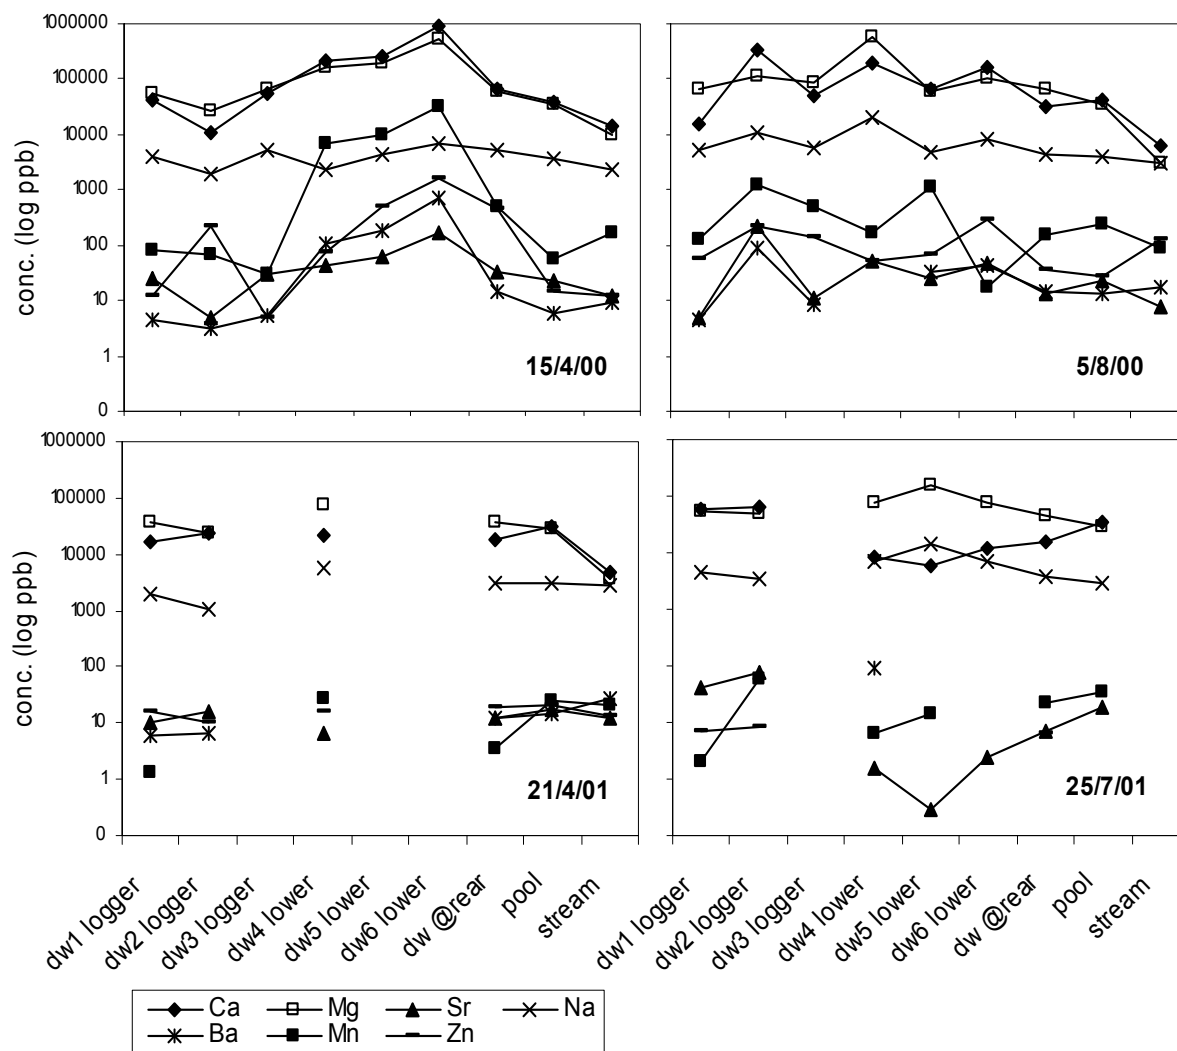 1000000
100000
10000
1000
100
10
1
0
conc. (log ppb)
15/4/00
5/8/00
1000000
100000
10000
1000
100
10
1
0
conc. (log ppb)
21/4/01
25/7/01
dw1 logger
dw2 logger
dw3 logger
dw4 lower
dw5 lower
dw6 lower
dw @rear
pool
stream
dw1 logger
dw2 logger
dw3 logger
dw4 lower
dw5 lower
dw6 lower
dw @rear
pool
stream
Ca Mg Sr Na
Ba Mn Zn